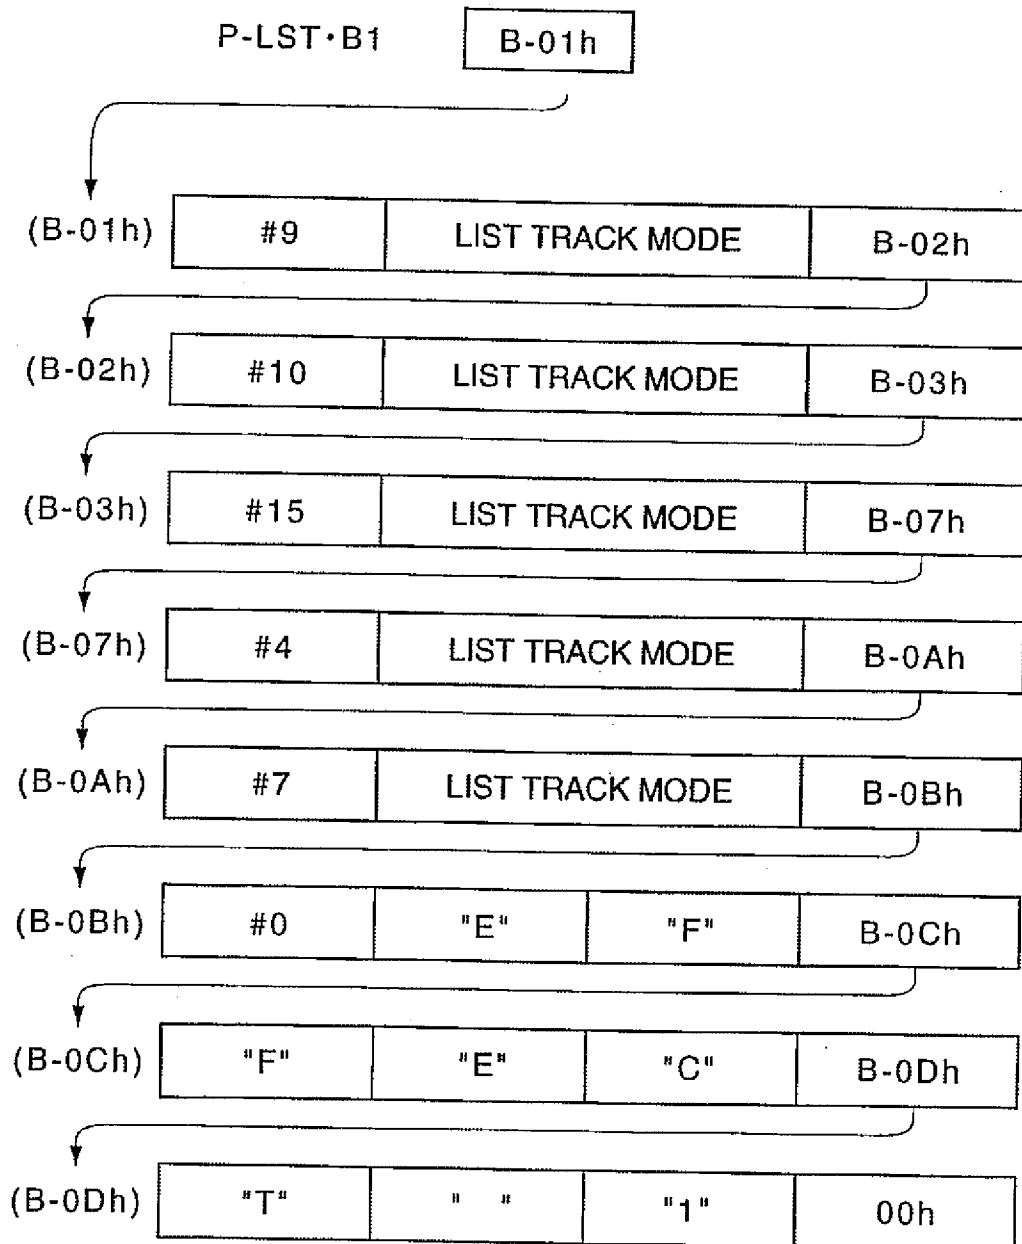 P-LST・B1 B-01h
(B-01h) #9 LIST TRACK MODE B-02h
(B-02h) #10 LIST TRACK MODE B-03h
(B-03h) #15 LIST TRACK MODE B-07h
(B-07h) #4 LIST TRACK MODE B-0Ah
(B-0Ah) #7 LIST TRACK MODE B-0Bh
(B-0Bh) #0 "E" "F" B-0Ch
(B-0Ch) "F" "E" "C" B-0Dh
(B-0Dh) "T" " " "1" 00h